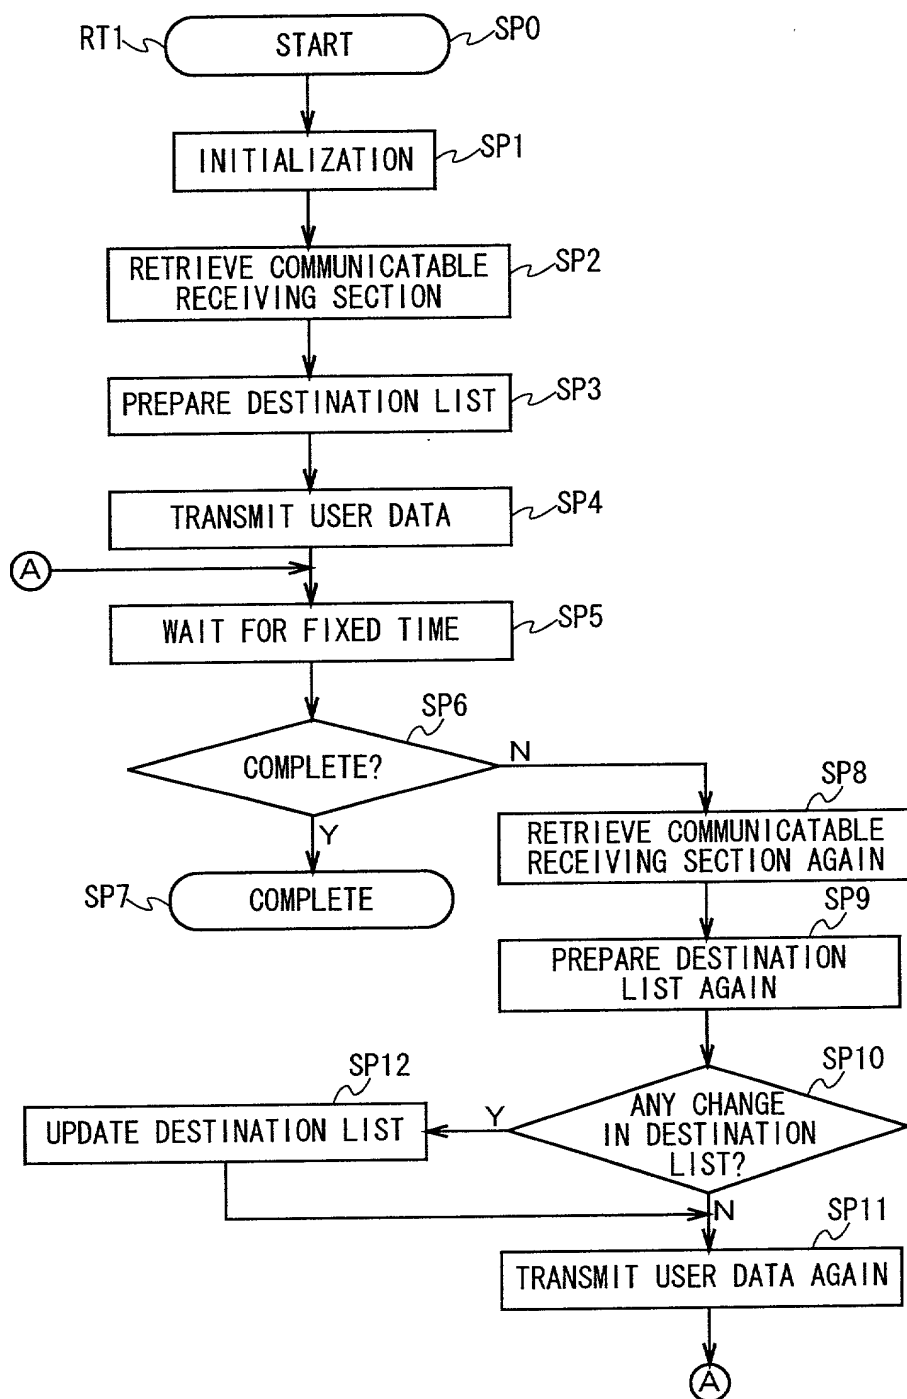 RT1
START
SP0
INITIALIZATION
SP1
RETRIEVE COMMUNICATABLE
RECEIVING SECTION
SP2
PREPARE DESTINATION LIST
SP3
TRANSMIT USER DATA
SP4
A
WAIT FOR FIXED TIME
SP5
SP6
COMPLETE?
N
Y
SP7
COMPLETE
SP8
RETRIEVE COMMUNICATABLE
RECEIVING SECTION AGAIN
SP9
PREPARE DESTINATION
LIST AGAIN
SP10
ANY CHANGE
IN DESTINATION
LIST?
Y
SP12
UPDATE DESTINATION LIST
N
SP11
TRANSMIT USER DATA AGAIN
A